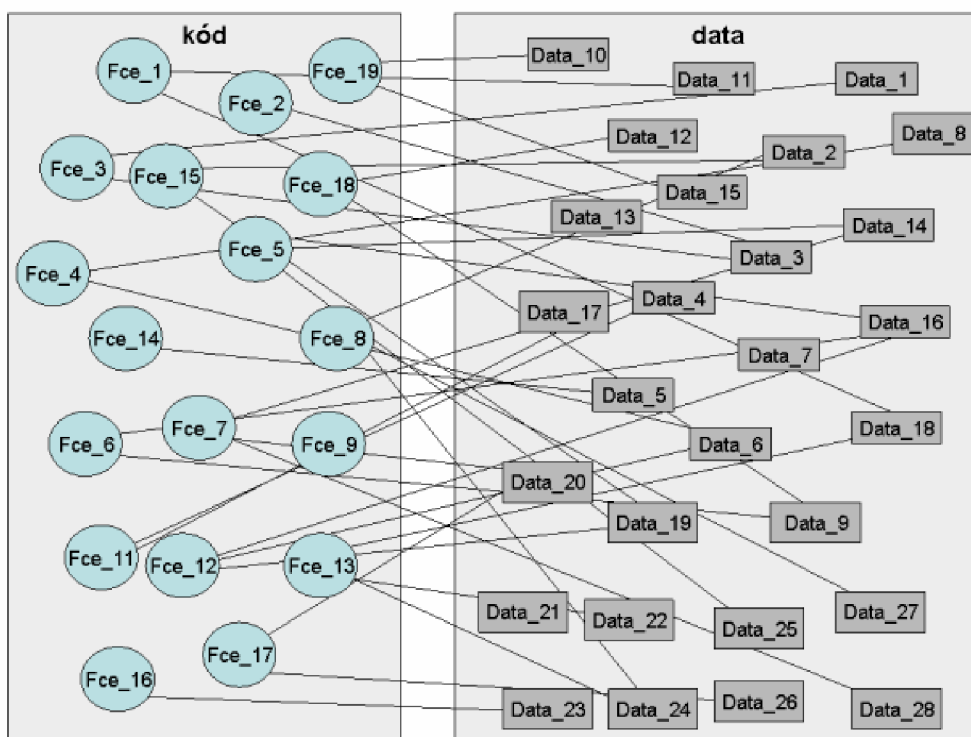 kód
Fce_1
Fce_19
Fce_2
Fce_3
Fce_15
Fce_18
Fce_5
Fce_4
Fce_14
Fce_8
Fce_7
Fce_6
Fce_9
Fce_11
Fce_12
Fce_13
Fce_17
Fce_16
data
Data_10
Data_11
Data_1
Data_12
Data_8
Data_2
Data_15
Data_13
Data_14
Data_3
Data_4
Data_17
Data_16
Data_7
Data_5
Data_18
Data_6
Data_20
Data_19
Data_9
Data_21
Data_22
Data_27
Data_25
Data_26
Data_23
Data_24
Data_28